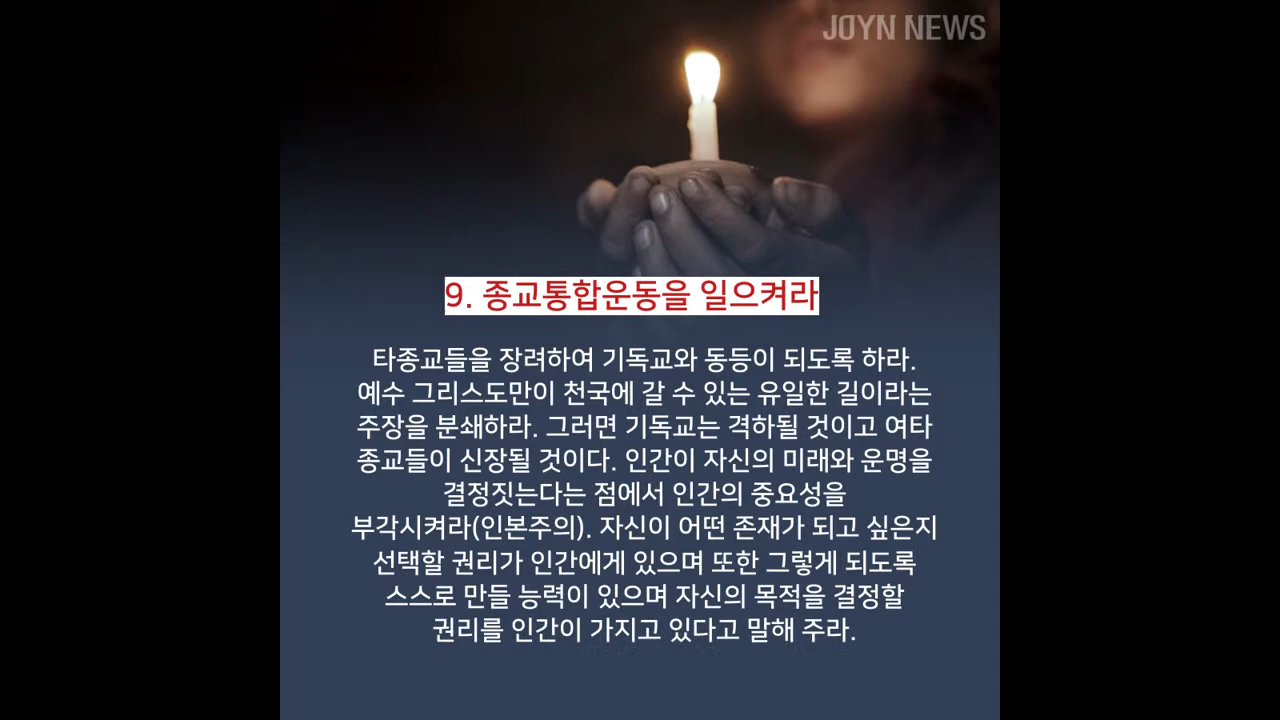 JOYN NEWS
9. 종교통합운동을 일으켜라
타종교들을 장려하여 기독교와 동등이 되도록 하라.
예수 그리스도만이 천국에 갈 수 있는 유일한 길이라는
주장을 분쇄하라. 그러면 기독교는 격하될 것이고 여타
종교들이 신장될 것이다. 인간이 자신의 미래와 운명을
결정짓는다는 점에서 인간의 중요성을
부각시켜라(인본주의). 자신이 어떤 존재가 되고 싶은지
선택할 권리가 인간에게 있으며 또한 그렇게 되도록
스스로 만들 능력이 있으며 자신의 목적을 결정할
권리를 인간이 가지고 있다고 말해 주라.